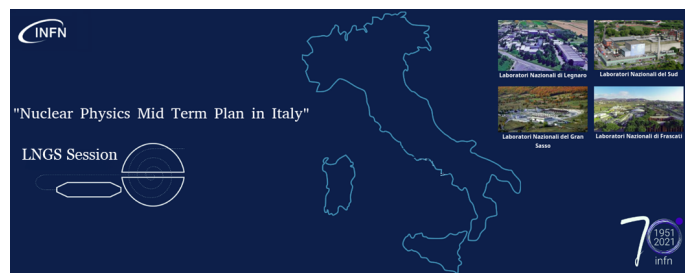 INFN
"Nuclear Physics Mid Term Plan in Italy"
LNGS Session
Laboratori Nazionali di Legnaro
Laboratori Nazionali del Sud
Laboratori Nazionali del Gran
Sasso
Laboratori Nazionali di Frascati
70
1951
2021
infn